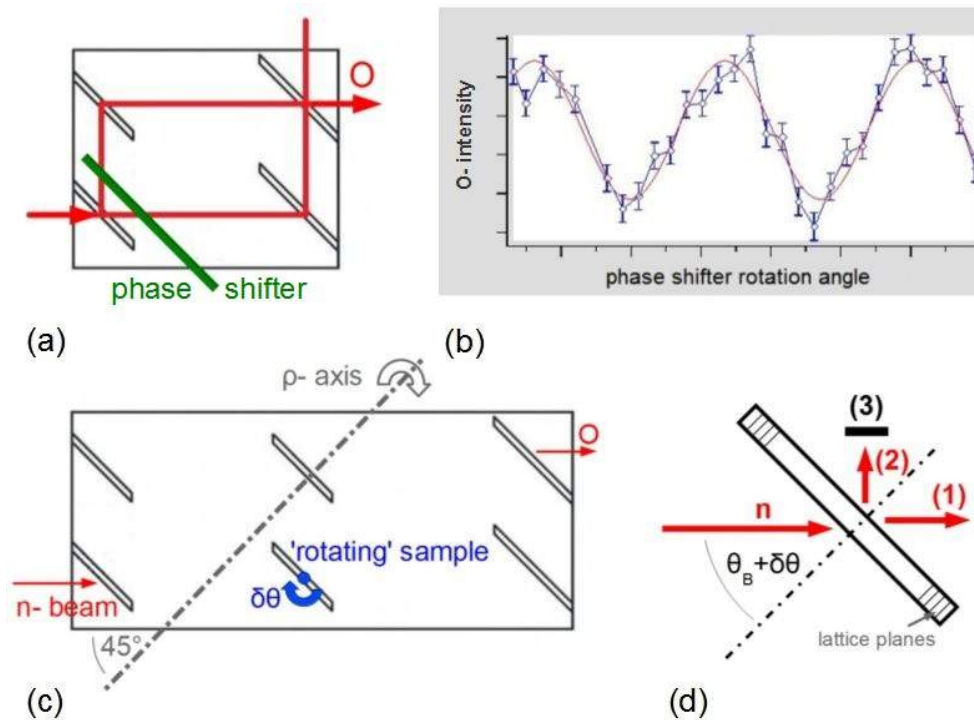 O
phase shifter
(a)
O- intensity
phase shifter rotation angle
(b)
ρ- axis
O
'rotating' sample
δθ
n- beam
45°
(c)
(3)
(2)
(1)
n
θB+δθ
lattice planes
(d)